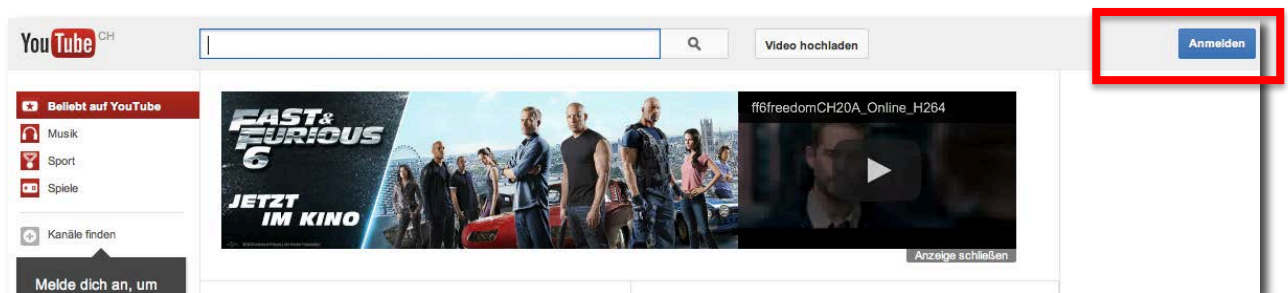 YouTube CH
Video hochladen
Anmelden
Beliebt auf YouTube
Musik
Sport
Spiele
Kanäle finden
Melde dich an, um
FAST &
FURIOUS
6
JETZT
IM KINO
ff6freedomCH20A_Online_H264
Anzeige schließen